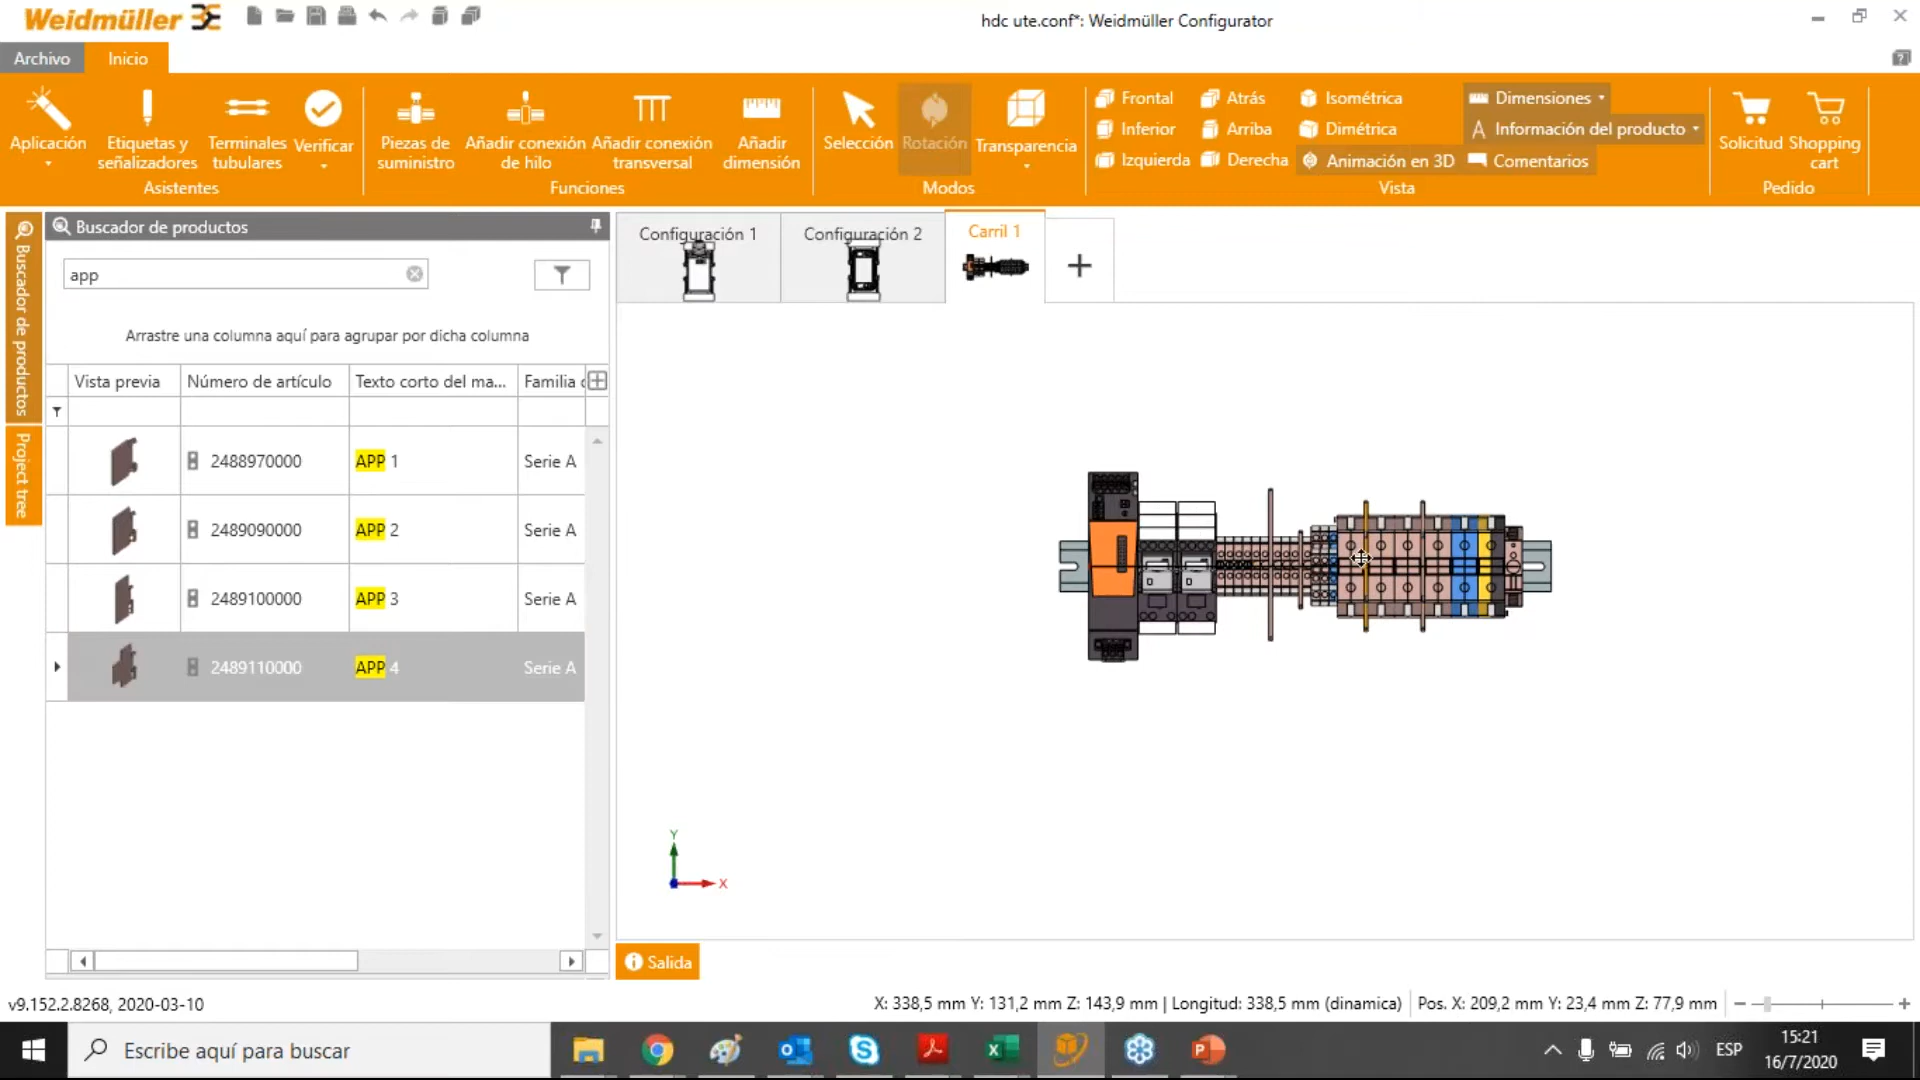 Weidmüller
hdc ute.conf*: Weidmüller Configurator
Archivo
Inicio
Aplicación
Etiquetas y señalizadores
Terminales tubulares
Verificar
Asistentes
Piezas de suministro
Añadir conexión de hilo
Añadir conexión transversal
Añadir dimensión
Funciones
Selección
Rotación
Transparencia
Modos
Frontal
Atrás
Isométrica
Dimensiones
Inferior
Arriba
Dimétrica
Información del producto
Izquierda
Derecha
Animación en 3D
Comentarios
Vista
Solicitud
Shopping cart
Pedido
Buscador de productos
Project tree
Buscador de productos
app
Arrastre una columna aquí para agrupar por dicha columna
Vista previa
Número de artículo
Texto corto del ma...
Familia d
2488970000 APP 1 Serie A
2489090000 APP 2 Serie A
2489100000 APP 3 Serie A
2489110000 APP 4 Serie A
Configuración 1
Configuración 2
Carril 1
Y
X
Salida
v9.152.2.8268, 2020-03-10
X: 338,5 mm Y: 131,2 mm Z: 143,9 mm | Longitud: 338,5 mm (dinamica)
Pos. X: 209,2 mm Y: 23,4 mm Z: 77,9 mm
Escribe aquí para buscar
ESP
15:21
16/7/2020